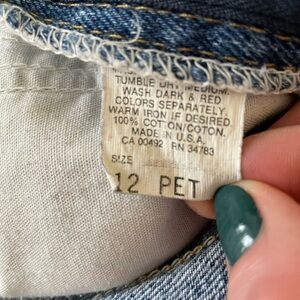 TUMBLE DRY MEDIUM.
WASH DARK & RED
COLORS SEPARATELY.
WARM IRON IF DESIRED.
100% COTTON/COTON.
MADE IN U.S.A.
CA 00492 RN 34783
SIZE
12 PET